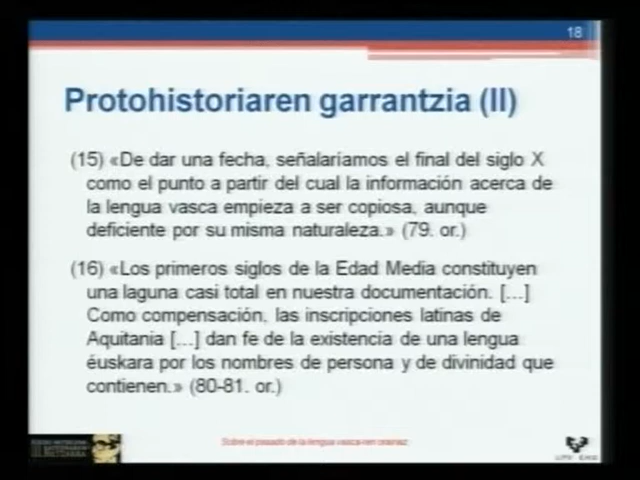 18
Protohistoriaren garrantzia (II)
(15) «De dar una fecha, señalaríamos el final del siglo X
como el punto a partir del cual la información acerca de
la lengua vasca empieza a ser copiosa, aunque
deficiente por su misma naturaleza.» (79. or.)
(16) «Los primeros siglos de la Edad Media constituyen
una laguna casi total en nuestra documentación. [...]
Como compensación, las inscripciones latinas de
Aquitania [...] dan fe de la existencia de una lengua
éuskara por los nombres de persona y de divinidad que
contienen.» (80-81. or.)
Sobre el pasado de la lengua vasca-ren